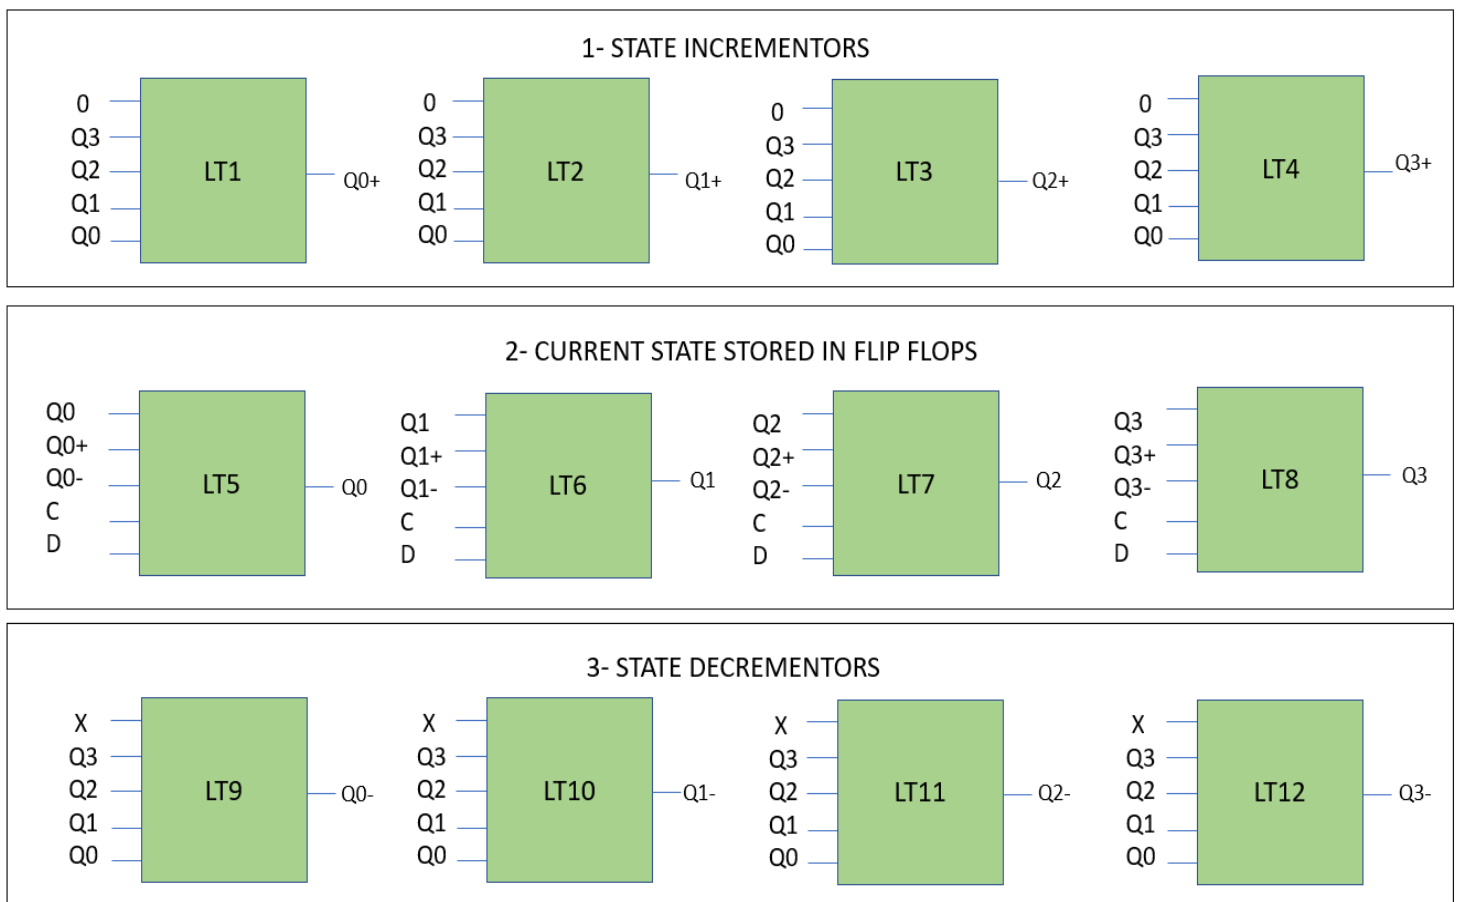 1- STATE INCREMENTORS
0
Q3
Q2
Q1
Q0
LT1
Q0+
0
Q3
Q2
Q1
Q0
LT2
Q1+
0
Q3
Q2
Q1
Q0
LT3
Q2+
0
Q3
Q2
Q1
Q0
LT4
Q3+
2- CURRENT STATE STORED IN FLIP FLOPS
Q0
Q0+
Q0-
C
D
LT5
Q0
Q1
Q1+
Q1-
C
D
LT6
Q1
Q2
Q2+
Q2-
C
D
LT7
Q2
Q3
Q3+
Q3-
C
D
LT8
Q3
3- STATE DECREMENTORS
X
Q3
Q2
Q1
Q0
LT9
Q0-
X
Q3
Q2
Q1
Q0
LT10
Q1-
X
Q3
Q2
Q1
Q0
LT11
Q2-
X
Q3
Q2
Q1
Q0
LT12
Q3-